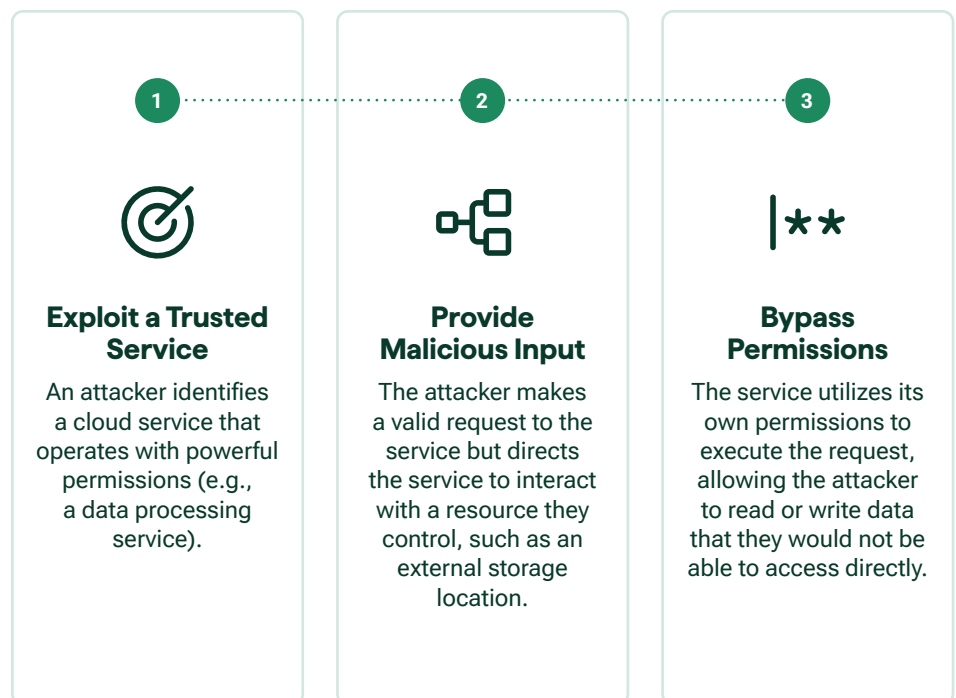 1
Exploit a Trusted
Service
An attacker identifies
a cloud service that
operates with powerful
permissions (e.g.,
a data processing
service).
2
Provide
Malicious Input
The attacker makes
a valid request to the
service but directs
the service to interact
with a resource they
control, such as an
external storage
location.
3
|**
Bypass
Permissions
The service utilizes its
own permissions to
execute the request,
allowing the attacker
to read or write data
that they would not be
able to access directly.